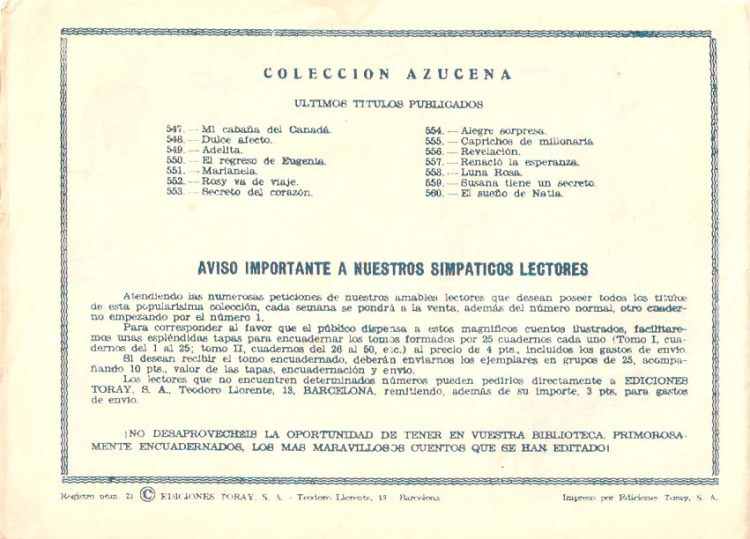 COLECCION AZUCENA
ULTIMOS TITULOS PUBLICADOS
547. — Mi cabaña del Canadá.
548. — Dulce afecto.
549. — Adelita.
550. — El regreso de Eugenia.
551. — Marianela.
552. — Rosy va de viaje.
553. — Secreto del corazón.
554. — Alegre sorpresa.
555. — Caprichos de millonaria
556. — Revelación.
557. — Renació la esperanza.
558. — Luna Rosa.
559. — Susana tiene un secreto.
560. — El sueño de Natia.
AVISO IMPORTANTE A NUESTROS SIMPATICOS LECTORES
Atendiendo las numerosas peticiones de nuestros amables lectores que desean poseer todos los títulos
de esta popularísima colección, cada semana se pondrá a la venta, además del número normal, otro cuader-
no empezando por el número 1.
Para corresponder al favor que el público dispensa a estos magníficos cuentos ilustrados, facilitare-
mos unas espléndidas tapas para encuadernar los tomos formados por 25 cuadernos cada uno (Tomo I, cua-
dernos del 1 al 25; tomo II, cuadernos del 26 al 50, etc.) al precio de 4 pts., incluidos los gastos de envío.
Si desean recibir el tomo encuadernado, deberán enviarnos los ejemplares en grupos de 25, acompa-
ñando 10 pts., valor de las tapas, encuadernación y envío.
Los lectores que no encuentren determinados números pueden pedirlos directamente a EDICIONES
TORAY, S. A., Teodoro Llorente, 13, BARCELONA, remitiendo, además de su importe, 3 pts. para gastos
de envío.
¡NO DESAPROVECHEIS LA OPORTUNIDAD DE TENER EN VUESTRA BIBLIOTECA, PRIMOROSA-
MENTE ENCUADERNADOS, LOS MAS MARAVILLOSOS CUENTOS QUE SE HAN EDITADO!
Registro núm. 21 © EDICIONES TORAY, S. A. - Teodoro Llorente, 13 - Barcelona
Impreso por Ediciones Toray, S. A.